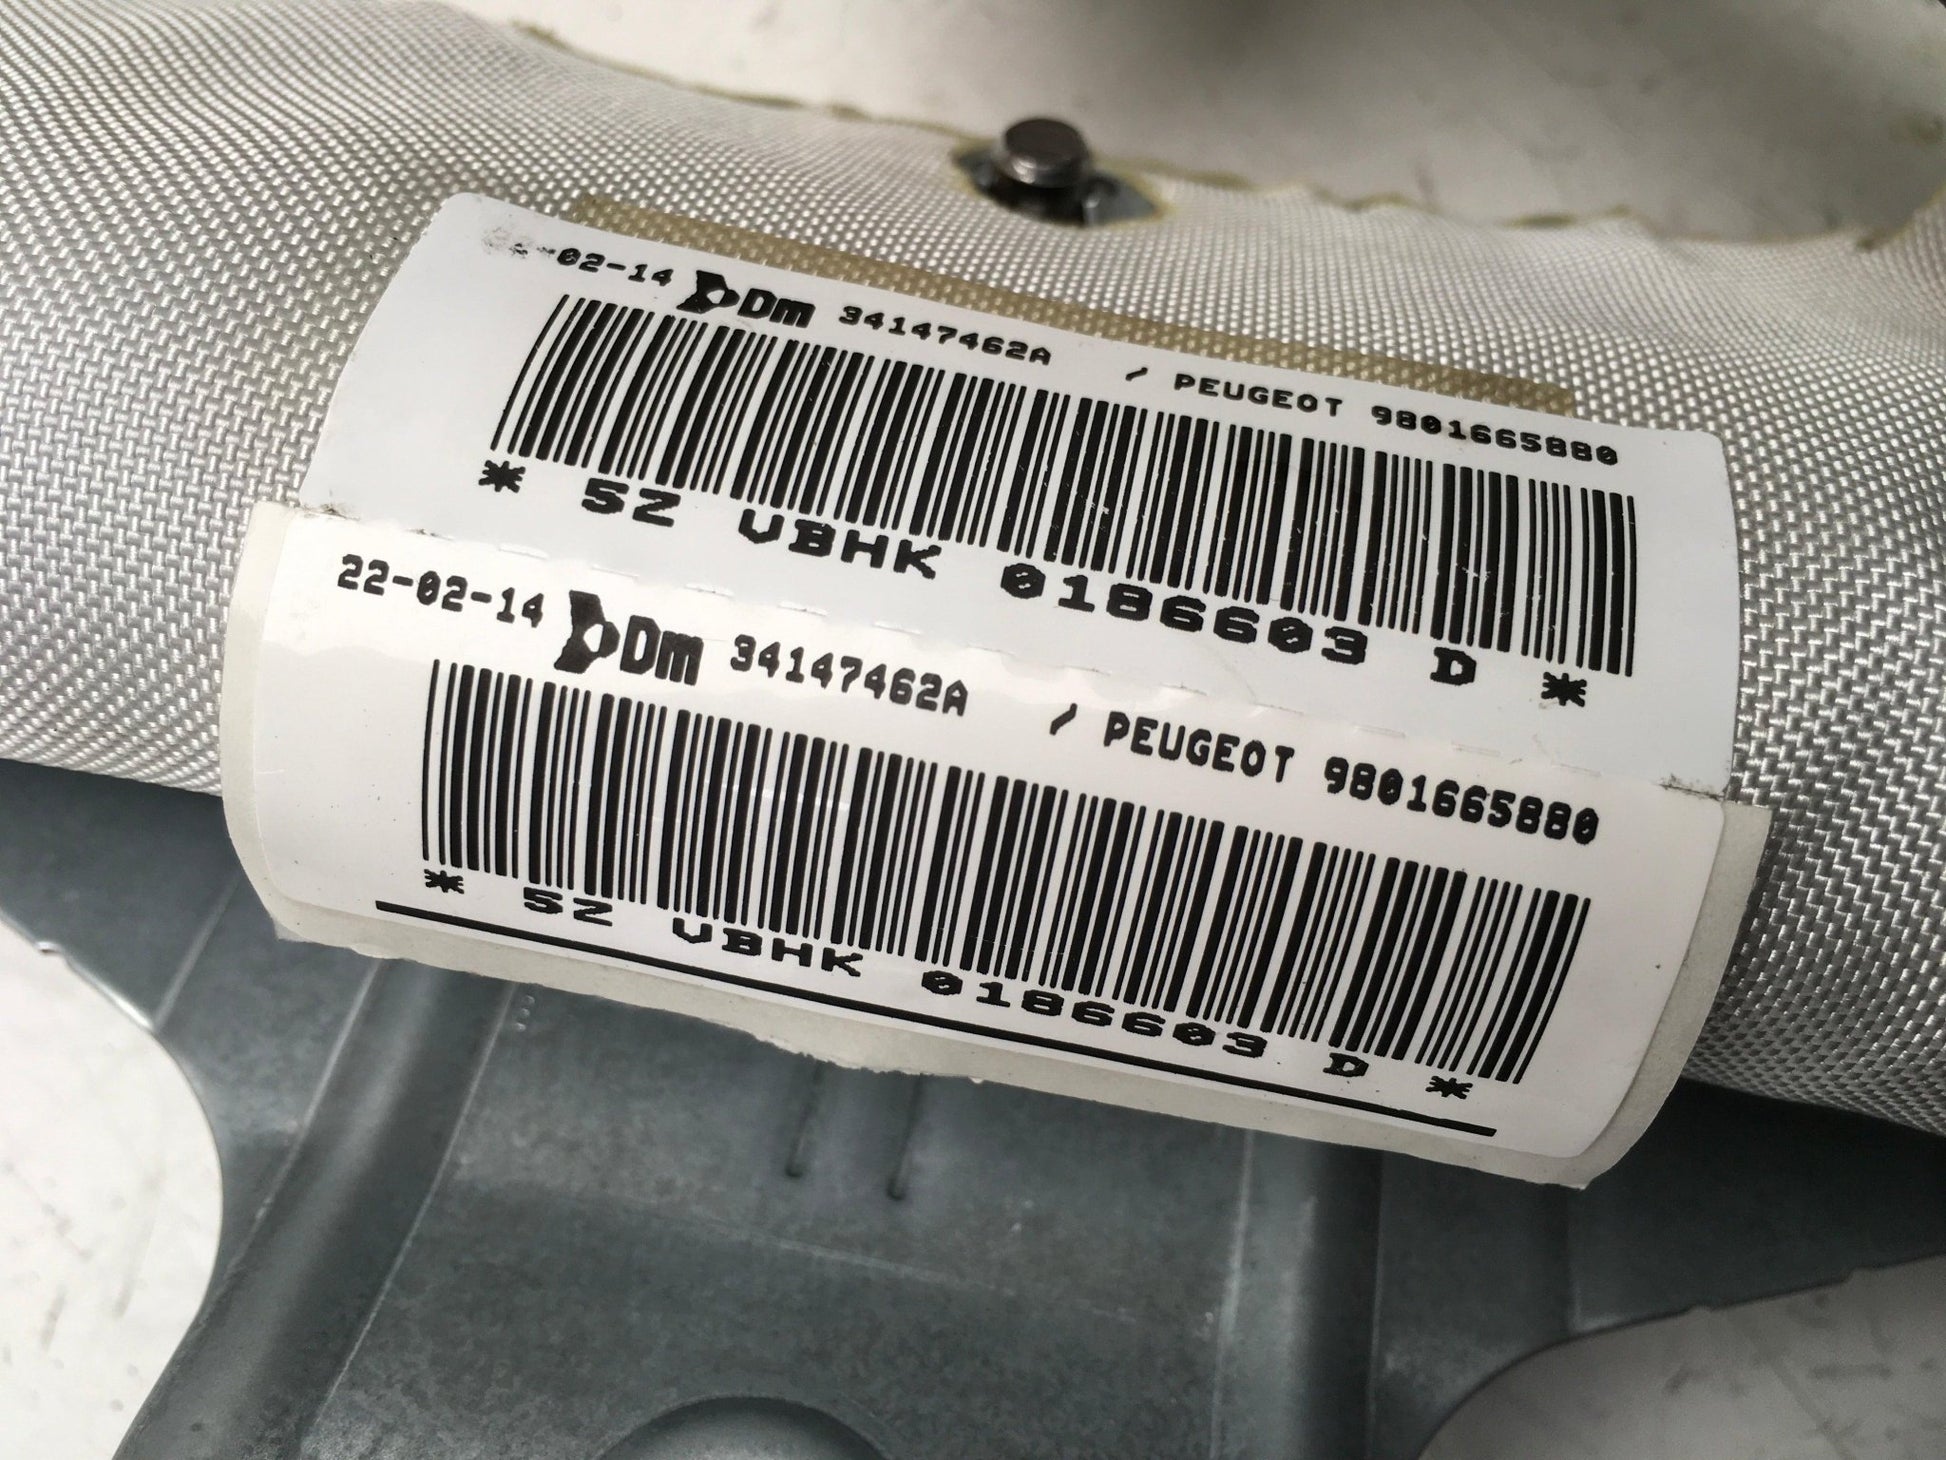 -02-14 Dm 34147462A / PEUGEOT 9801665880
* 5Z VBHK 0186603 D *
22-02-14 Dm 34147462A / PEUGEOT 9801665880
* 5Z VBHK 0186603 D *